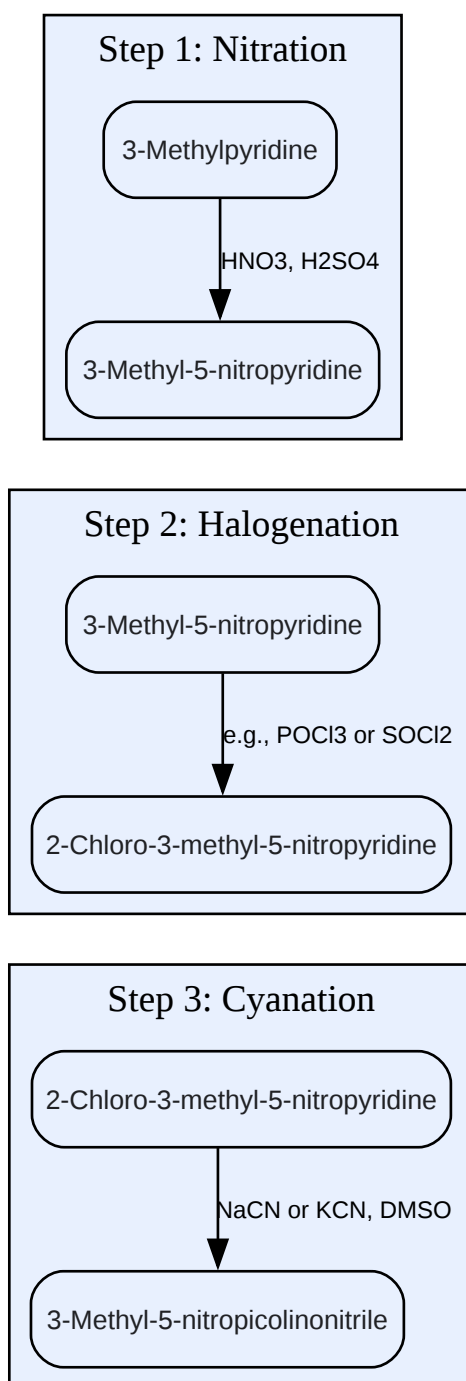 Step 1: Nitration
3-Methylpyridine
HNO3, H2SO4
3-Methyl-5-nitropyridine
Step 2: Halogenation
3-Methyl-5-nitropyridine
e.g., POCl3 or SOCl2
2-Chloro-3-methyl-5-nitropyridine
Step 3: Cyanation
2-Chloro-3-methyl-5-nitropyridine
NaCN or KCN, DMSO
3-Methyl-5-nitropicolinonitrile